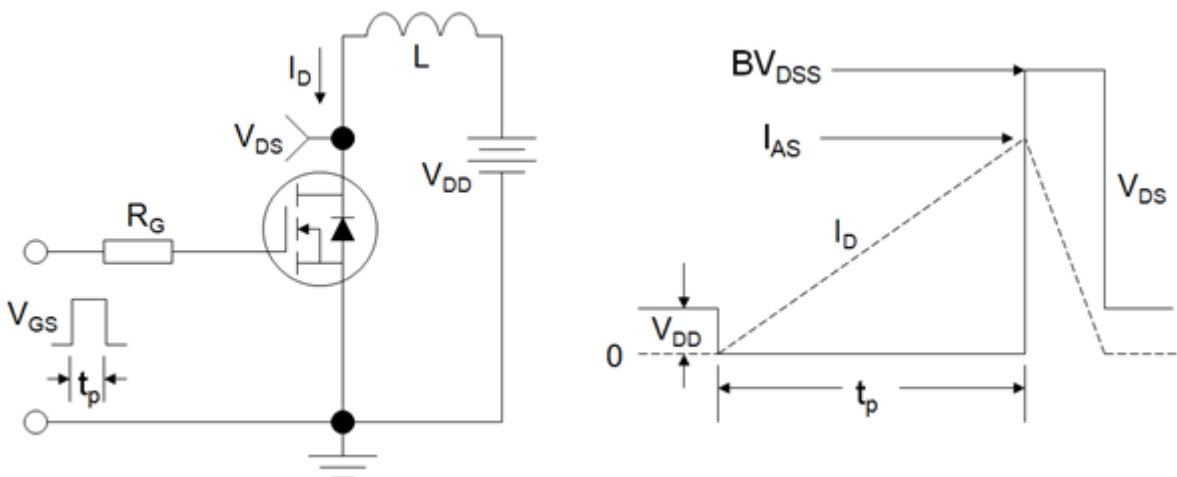 I_D
L
V_DS
V_DD
R_G
V_GS
t_p
BV_DSS
I_AS
V_DS
I_D
V_DD
0
t_p